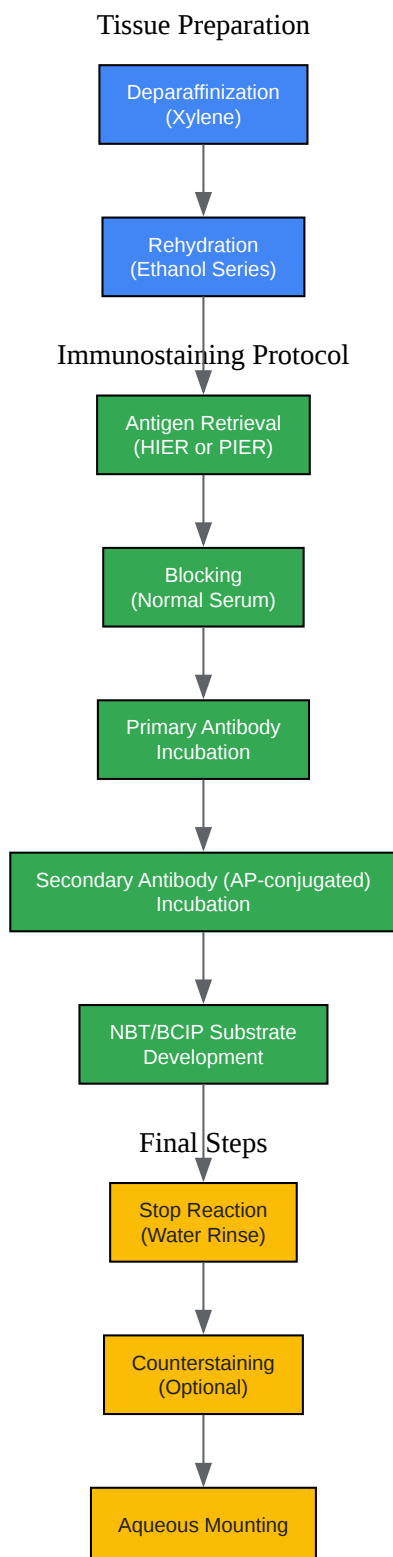 Tissue Preparation
Deparaffinization
(Xylene)
Rehydration
(Ethanol Series)
Immunostaining Protocol
Antigen Retrieval
(HIER or PIER)
Blocking
(Normal Serum)
Primary Antibody
Incubation
Secondary Antibody (AP-conjugated)
Incubation
NBT/BCIP Substrate
Development
Final Steps
Stop Reaction
(Water Rinse)
Counterstaining
(Optional)
Aqueous Mounting